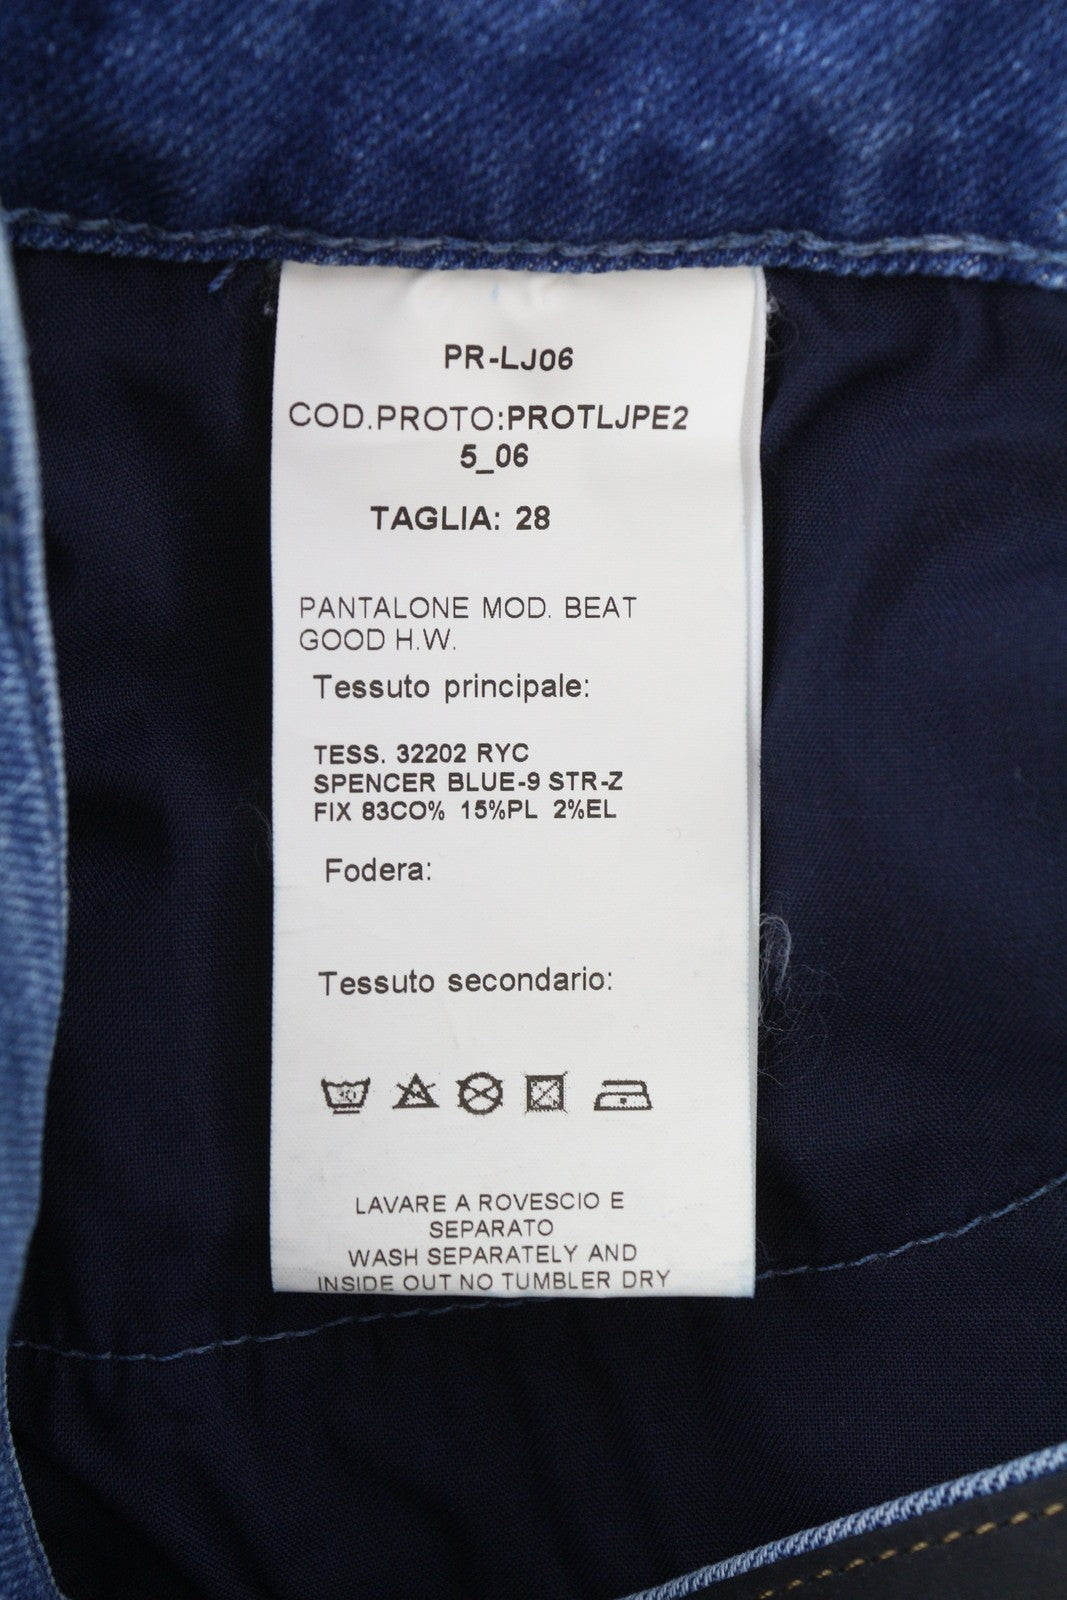 PR-LJ06
COD.PROTO:PROTLJPE2
5_06
TAGLIA: 28
PANTALONE MOD. BEAT
GOOD H.W.
Tessuto principale:
TESS. 32202 RYC
SPENCER BLUE-9 STR-Z
FIX 83CO% 15%PL 2%EL
Fodera:
Tessuto secondario:
30
LAVARE A ROVESCIO E
SEPARATO
WASH SEPARATELY AND
INSIDE OUT NO TUMBLER DRY